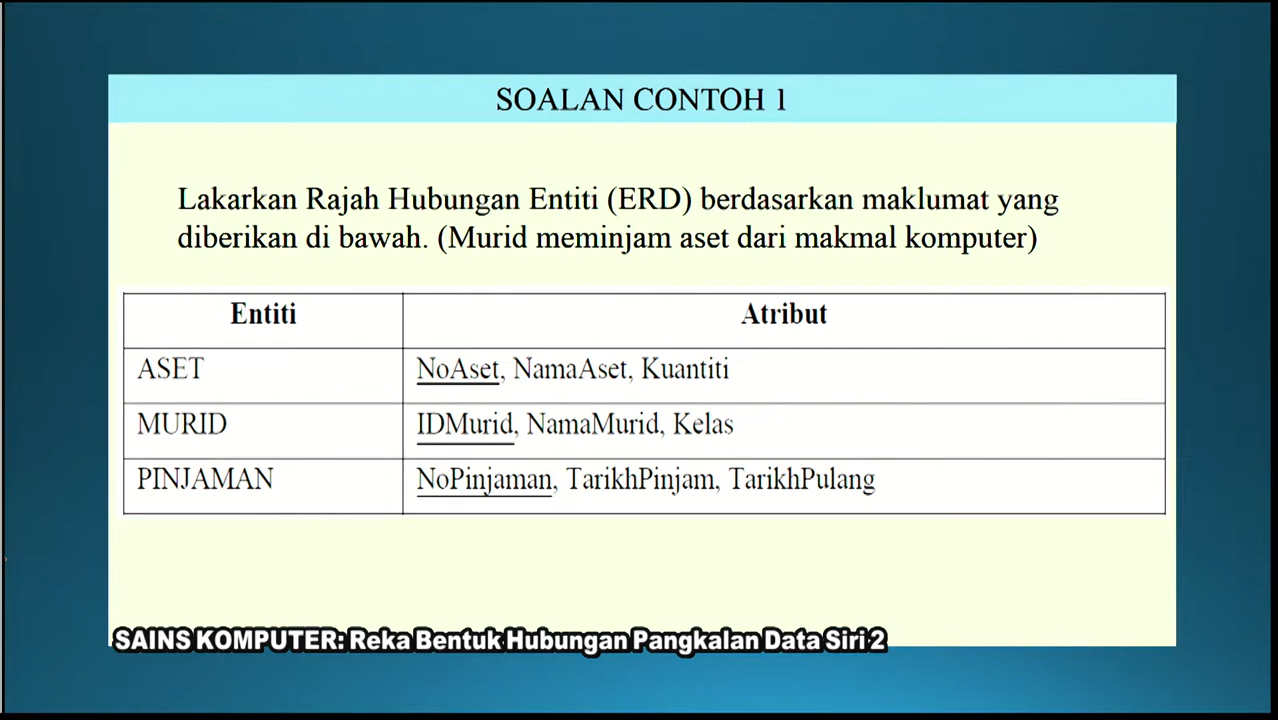 SOALAN CONTOH 1
Lakarkan Rajah Hubungan Entiti (ERD) berdasarkan maklumat yang
diberikan di bawah. (Murid meminjam aset dari makmal komputer)
Entiti Atribut
ASET NoAset, NamaAset, Kuantiti
MURID IDMurid, NamaMurid, Kelas
PINJAMAN NoPinjaman, TarikhPinjam, TarikhPulang
SAINS KOMPUTER: Reka Bentuk Hubungan Pangkalan Data Siri 2